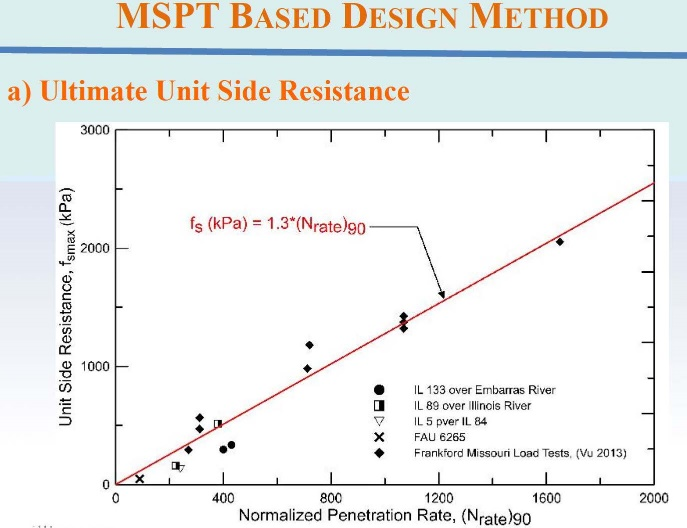 MSPT BASED DESIGN METHOD
a) Ultimate Unit Side Resistance
3000
2000
1000
0
Unit Side Resistance, fsmax (kPa)
fs (kPa) = 1.3*(Nrate)90
IL 133 over Embarras River
IL 89 over Illinois River
IL 5 pver IL 84
FAU 6265
Frankford Missouri Load Tests, (Vu 2013)
0 400 800 1200 1600 2000
Normalized Penetration Rate, (Nrate)90